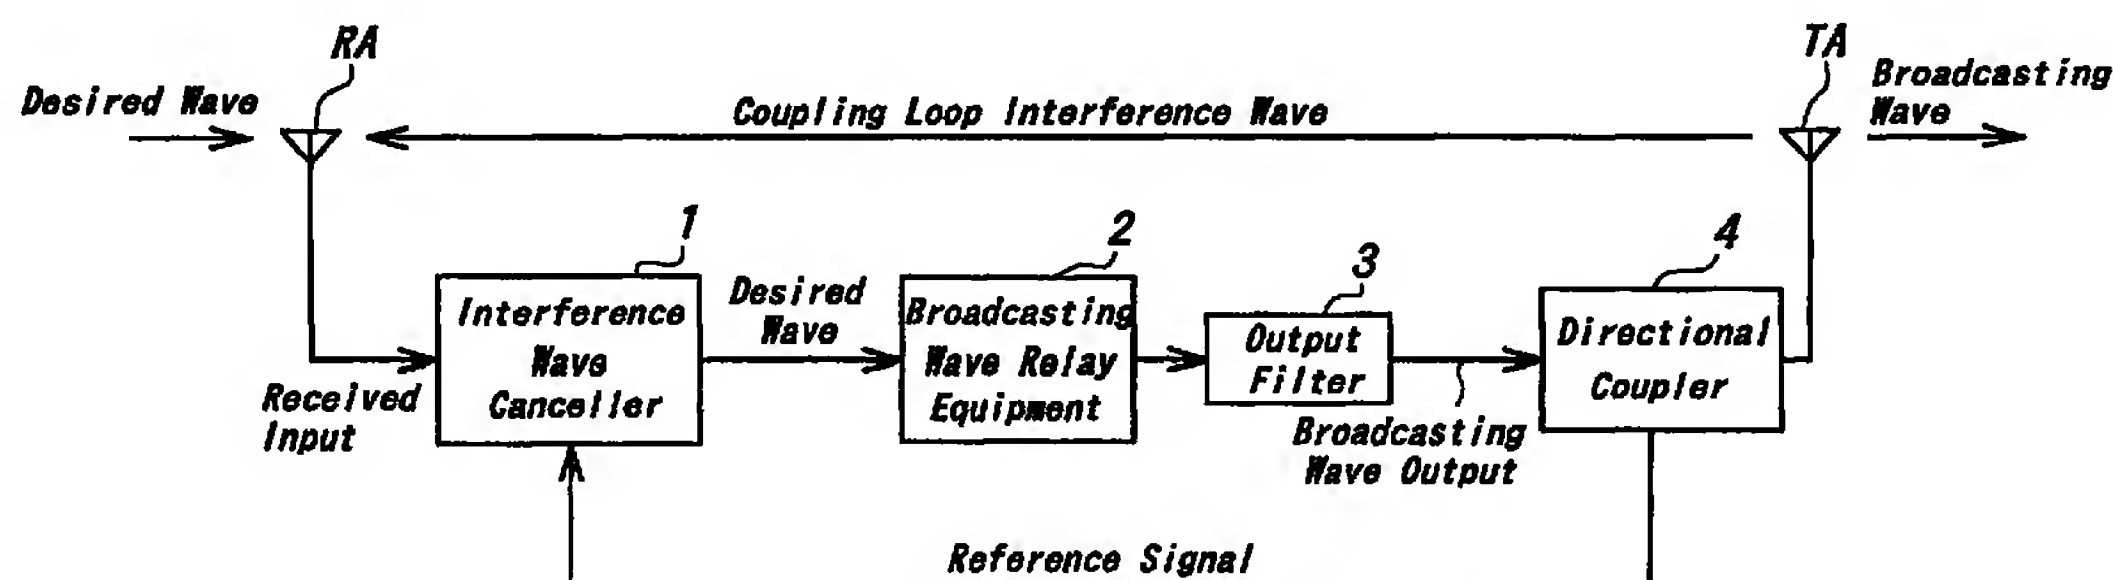 RA
TA
Desired Wave
Coupling Loop Interference Wave
Broadcasting
Wave
1
2
3
4
Interference
Wave
Canceller
Desired
Wave
Broadcasting
Wave Relay
Equipment
Output
Filter
Directional
Coupler
Received
Input
Broadcasting
Wave Output
Reference Signal